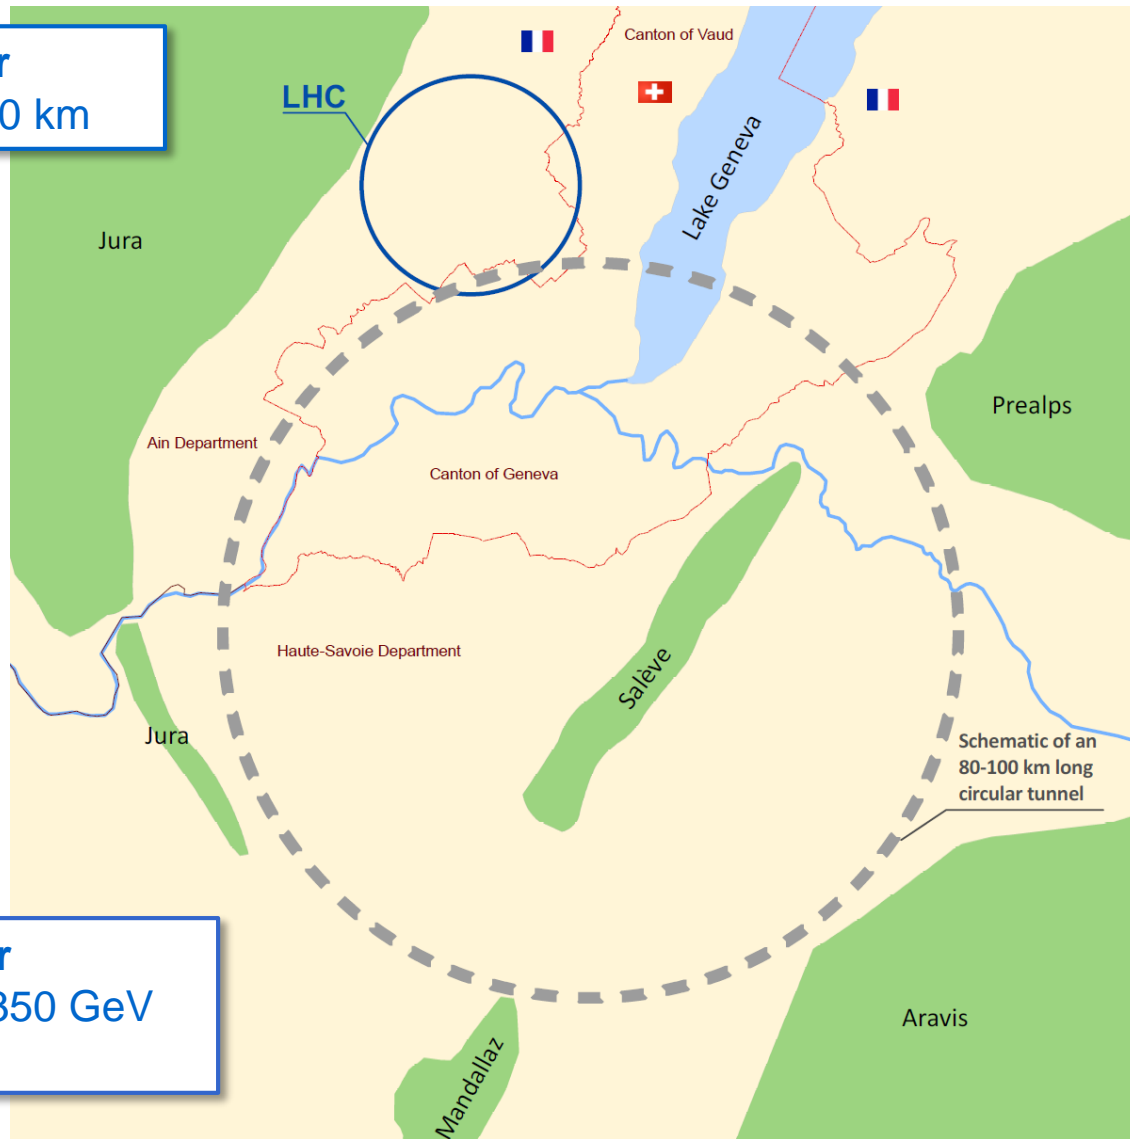 r
0 km
LHC
Canton of Vaud
Lake Geneva
Jura
Prealps
Ain Department
Canton of Geneva
Haute-Savoie Department
Salève
Jura
Schematic of an
80-100 km long
circular tunnel
r
350 GeV
Aravis
Mandallaz